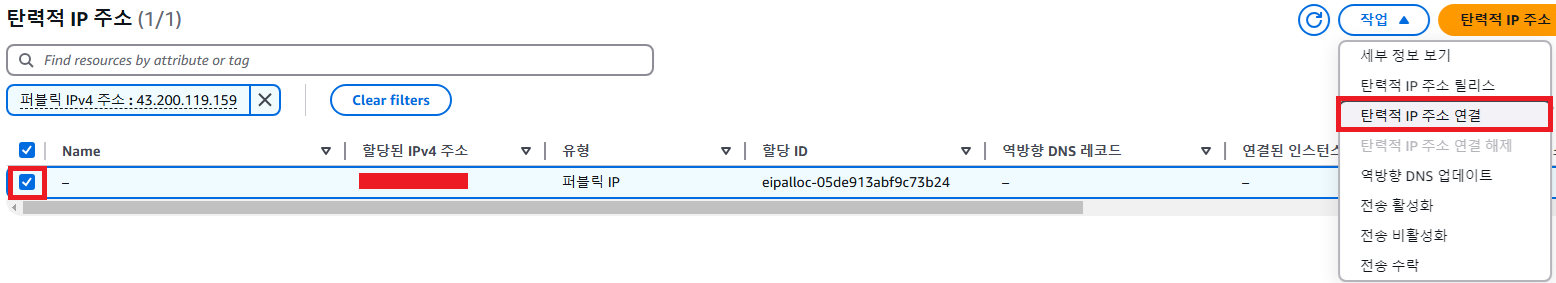 탄력적 IP 주소 (1/1)
작업
탄력적 IP 주소
Find resources by attribute or tag
퍼블릭 IPv4 주소 : 43.200.119.159
Clear filters
세부 정보 보기
탄력적 IP 주소 릴리스
탄력적 IP 주소 연결
탄력적 IP 주소 연결 해제
역방향 DNS 업데이트
전송 활성화
전송 비활성화
전송 수락
Name 할당된 IPv4 주소 유형 할당 ID 역방향 DNS 레코드 연결된 인스턴스
– 퍼블릭 IP eipalloc-05de913abf9c73b24 – –